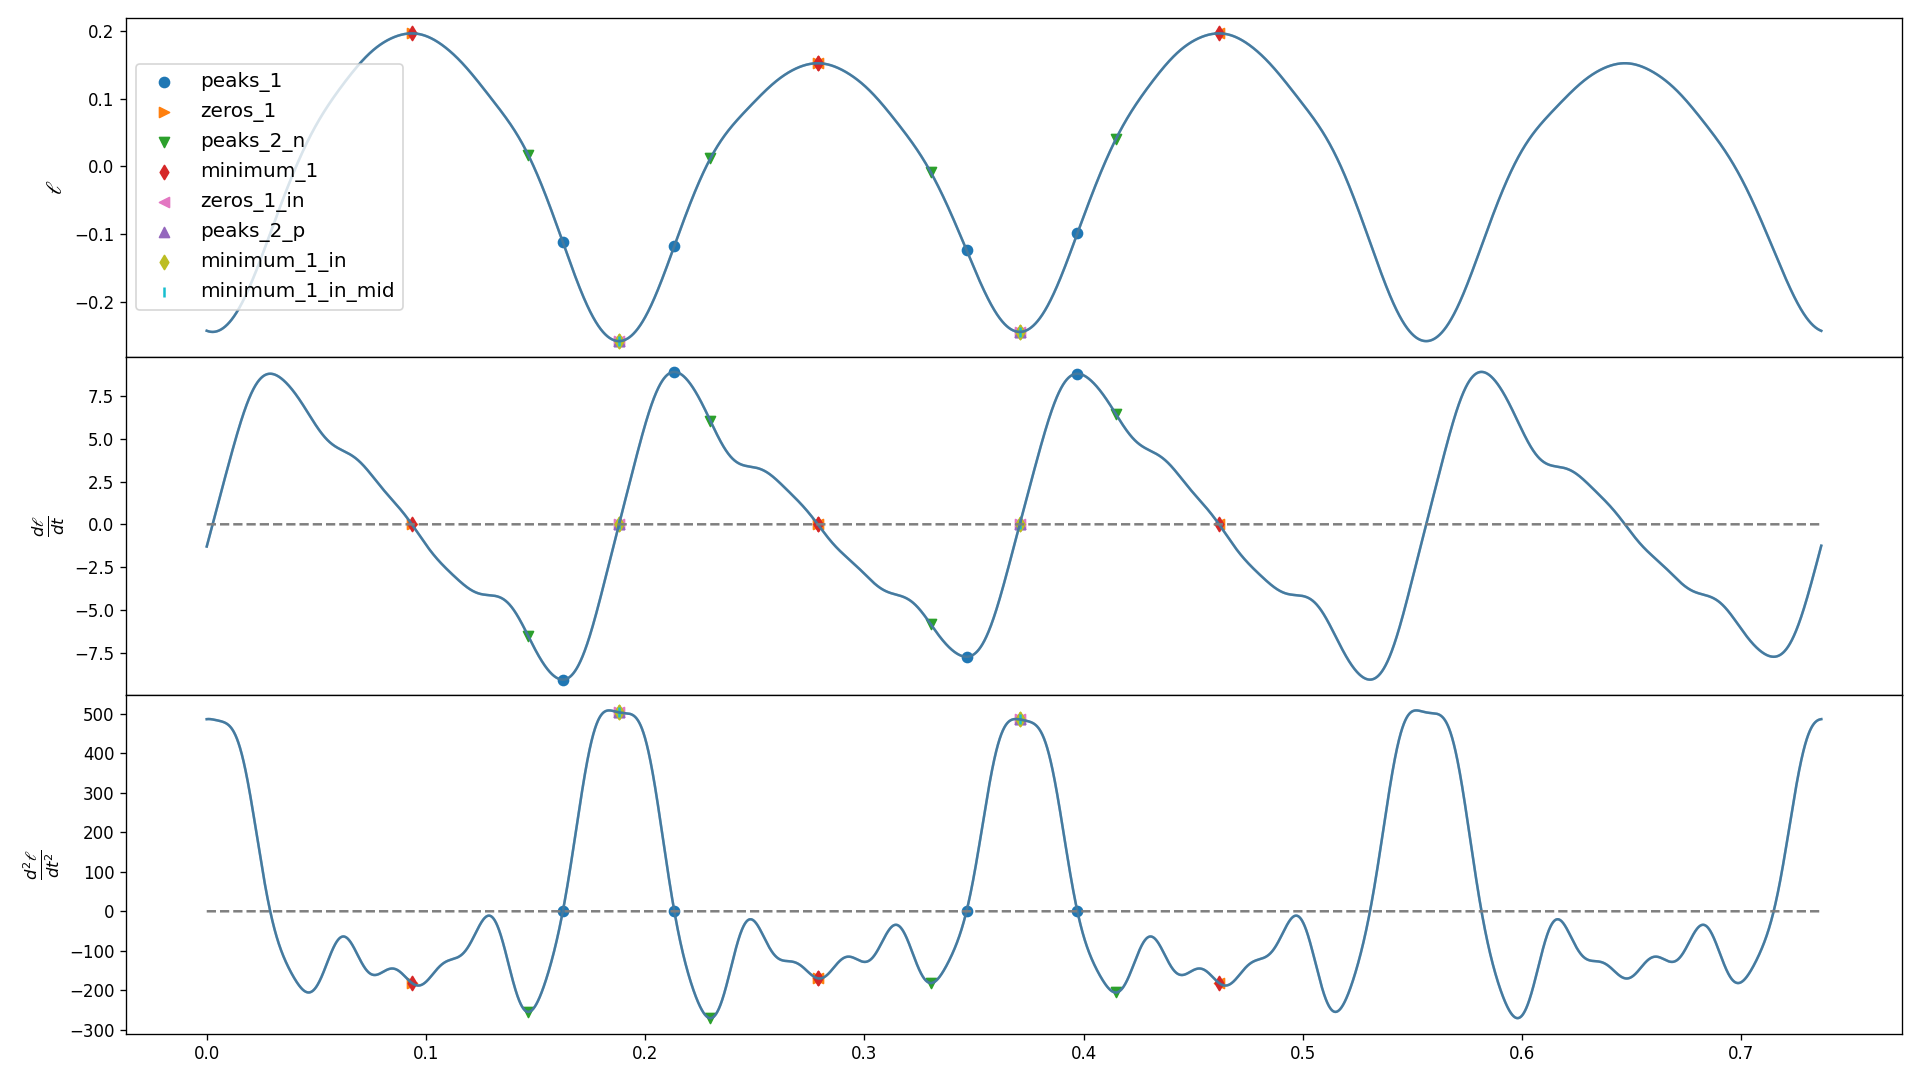 0.2
0.1
0.0
−0.1
−0.2
ℓ
peaks_1
zeros_1
peaks_2_n
minimum_1
zeros_1_in
peaks_2_p
minimum_1_in
minimum_1_in_mid
7.5
5.0
2.5
0.0
−2.5
−5.0
−7.5
dℓ
dt
500
400
300
200
100
0
−100
−200
−300
d²ℓ
dt²
0.0 0.1 0.2 0.3 0.4 0.5 0.6 0.7